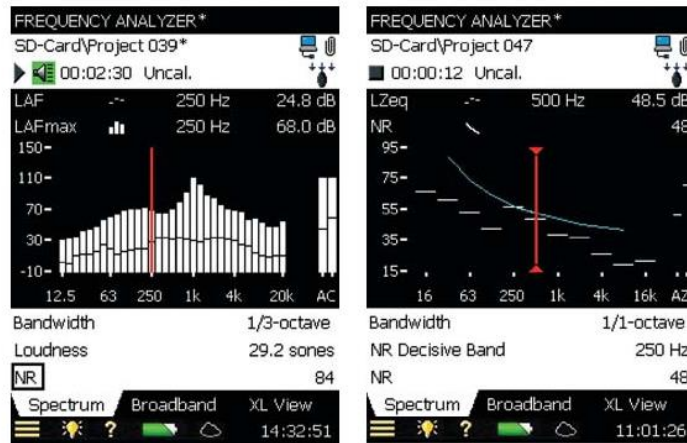 FREQUENCY ANALYZER*
SD-Card\Project 039*
00:02:30 Uncal.
LAF 250 Hz 24.8 dB
LAFmax 250 Hz 68.0 dB
150-
110-
70-
30-
-10-
12.5 63 250 1k 4k 20k AC
Bandwidth 1/3-octave
Loudness 29.2 sones
NR 84
Spectrum Broadband XL View
? 14:32:51
FREQUENCY ANALYZER*
SD-Card\Project 047
00:00:12 Uncal.
LZeq 500 Hz 48.5 dB
NR 48
95-
75-
55-
35-
15-
16 63 250 1k 4k 16k AZ
Bandwidth 1/1-octave
NR Decisive Band 250 Hz
NR 48
Spectrum Broadband XL View
? 11:01:26